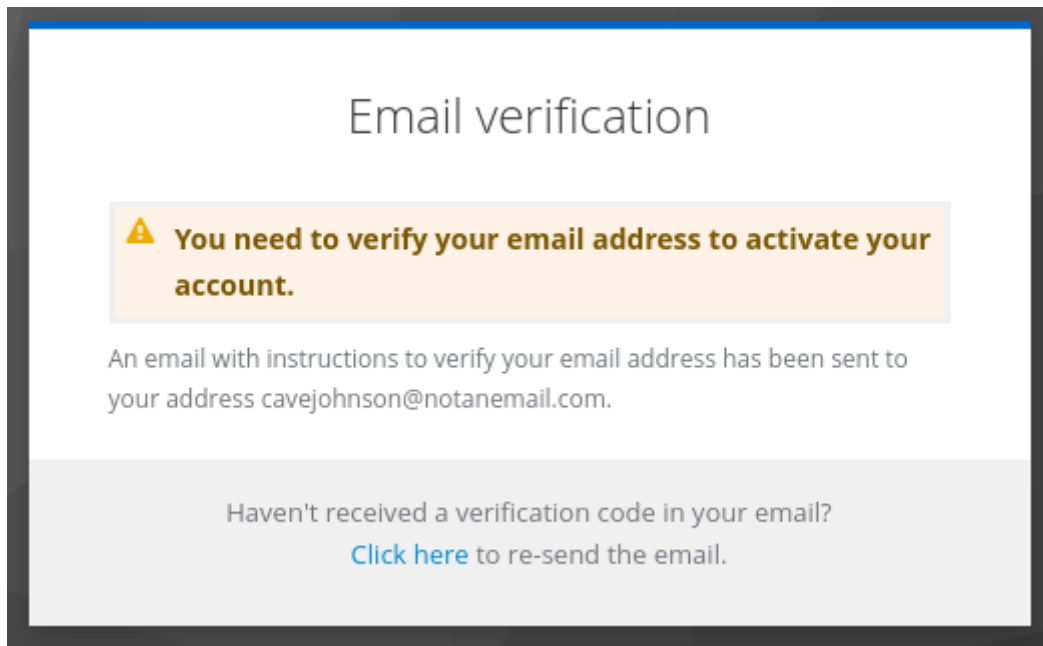 Email verification
You need to verify your email address to activate your
account.
An email with instructions to verify your email address has been sent to
your address cavejohnson@notanemail.com.
Haven't received a verification code in your email?
Click here to re-send the email.